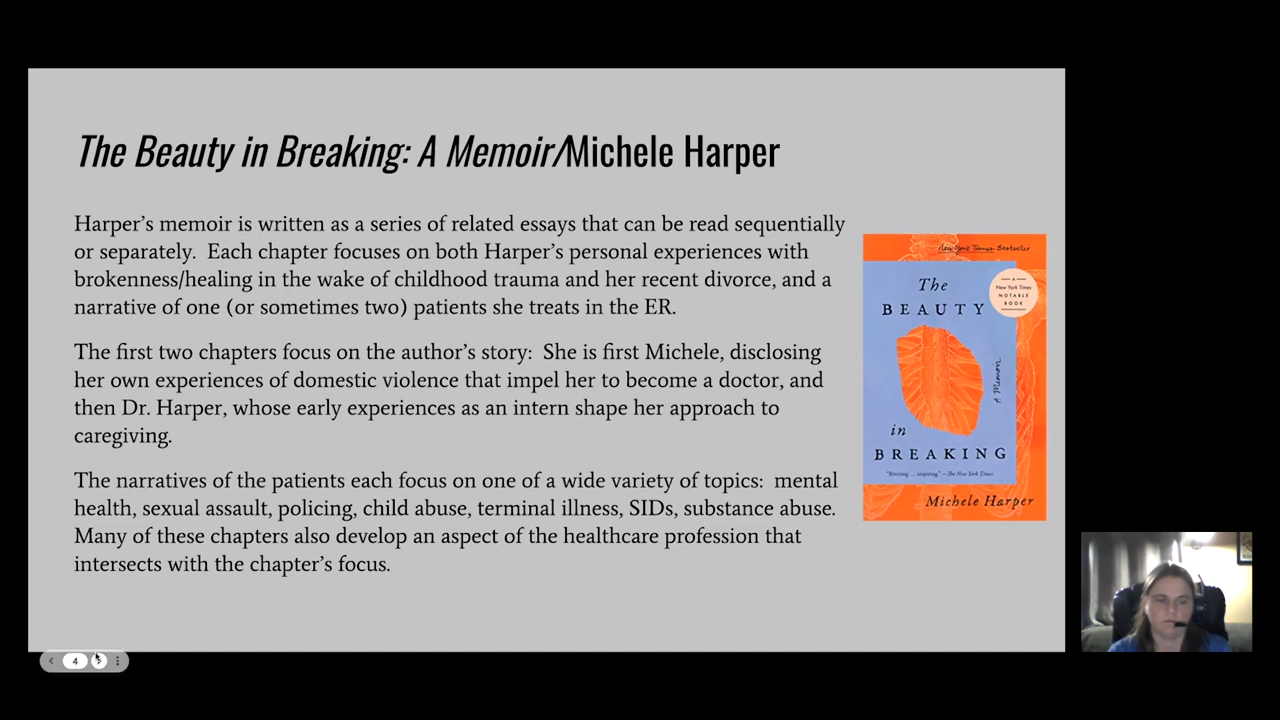 The Beauty in Breaking: A Memoir/Michele Harper
Harper's memoir is written as a series of related essays that can be read sequentially
or separately.  Each chapter focuses on both Harper's personal experiences with
brokenness/healing in the wake of childhood trauma and her recent divorce, and a
narrative of one (or sometimes two) patients she treats in the ER.
The first two chapters focus on the author's story:  She is first Michele, disclosing
her own experiences of domestic violence that impel her to become a doctor, and
then Dr. Harper, whose early experiences as an intern shape her approach to
caregiving.
The narratives of the patients each focus on one of a wide variety of topics:  mental
health, sexual assault, policing, child abuse, terminal illness, SIDs, substance abuse.
Many of these chapters also develop an aspect of the healthcare profession that
intersects with the chapter's focus.
New York Times Bestseller
The
BEAUTY
A
New York Times
NOTABLE
BOOK
A Memoir
in
BREAKING
"Riveting . . . inspiring." —The New York Times
Michele Harper
4